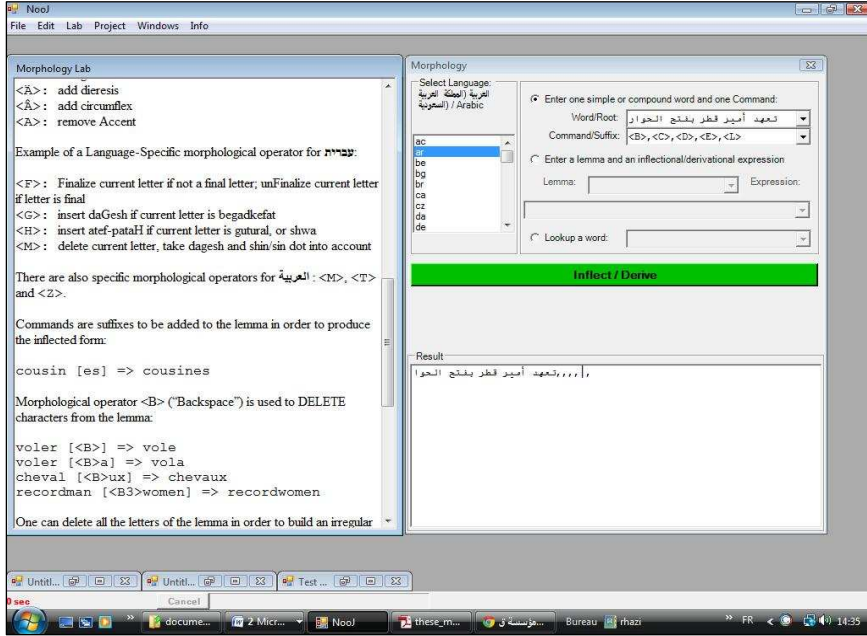 NooJ
File Edit Lab Project Windows Info
Morphology Lab
<Ä>: add dieresis
<Â>: add circumflex
<A>: remove Accent
Example of a Language-Specific morphological operator for עברית:
<F>: Finalize current letter if not a final letter; unFinalize current letter
if letter is final
<G>: insert daGesh if current letter is begadkefat
<H>: insert atef-pataH if current letter is gutural, or shwa
<M>: delete current letter, take dagesh and shin/sin dot into account
There are also specific morphological operators for العربية : <M>, <T>
and <Z>.
Commands are suffixes to be added to the lemma in order to produce
the inflected form:
cousin [es] => cousines
Morphological operator <B> (“Backspace”) is used to DELETE
characters from the lemma:
voler [<B>] => vole
voler [<B>a] => vola
cheval [<B>ux] => chevaux
recordman [<B3>women] => recordwomen
One can delete all the letters of the lemma in order to build an irregular
Morphology
Select Language:
العربية (المملكة العربية
السعودية) / Arabic
ac
ar
be
bg
br
ca
cz
da
de
Enter one simple or compound word and one Command:
Word/Root: تعهد أمير قطر بفتح الحوار
Command/Suffix: <B>,<C>,<D>,<E>,<L>
Enter a lemma and an inflectional/derivational expression
Lemma: Expression:
Lookup a word:
Inflect / Derive
Result
تعهد أمير قطر بفتح الحوا,,,,,
Untitl... Untitl... Test ...
0 sec Cancel
docume... 2 Micr... NooJ these_m... مؤسسة ق... Bureau rhazi » FR 14:35